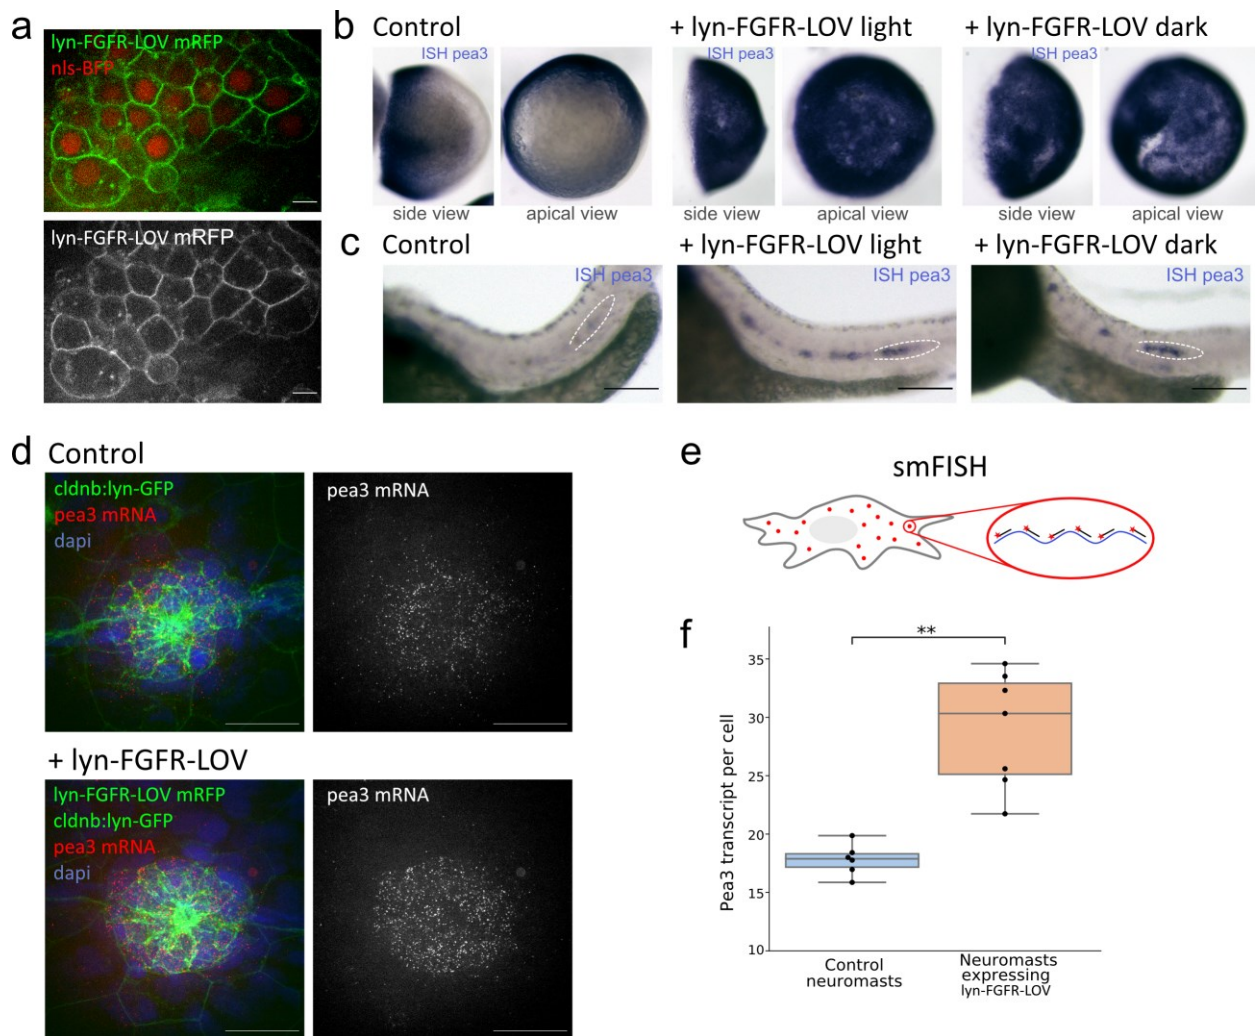 a
lyn-FGFR-LOV mRFP
nls-BFP
lyn-FGFR-LOV mRFP
b
Control
+ lyn-FGFR-LOV light
+ lyn-FGFR-LOV dark
ISH pea3
ISH pea3
ISH pea3
side view
apical view
side view
apical view
side view
apical view
c
Control
+ lyn-FGFR-LOV light
+ lyn-FGFR-LOV dark
ISH pea3
ISH pea3
ISH pea3
d
Control
cldnb:lyn-GFP
pea3 mRNA
dapi
pea3 mRNA
+ lyn-FGFR-LOV
lyn-FGFR-LOV mRFP
cldnb:lyn-GFP
pea3 mRNA
dapi
pea3 mRNA
e
smFISH
f
**
Pea3 transcript per cell
35
30
25
20
15
10
Control
neuromasts
Neuromasts
expressing
lyn-FGFR-LOV